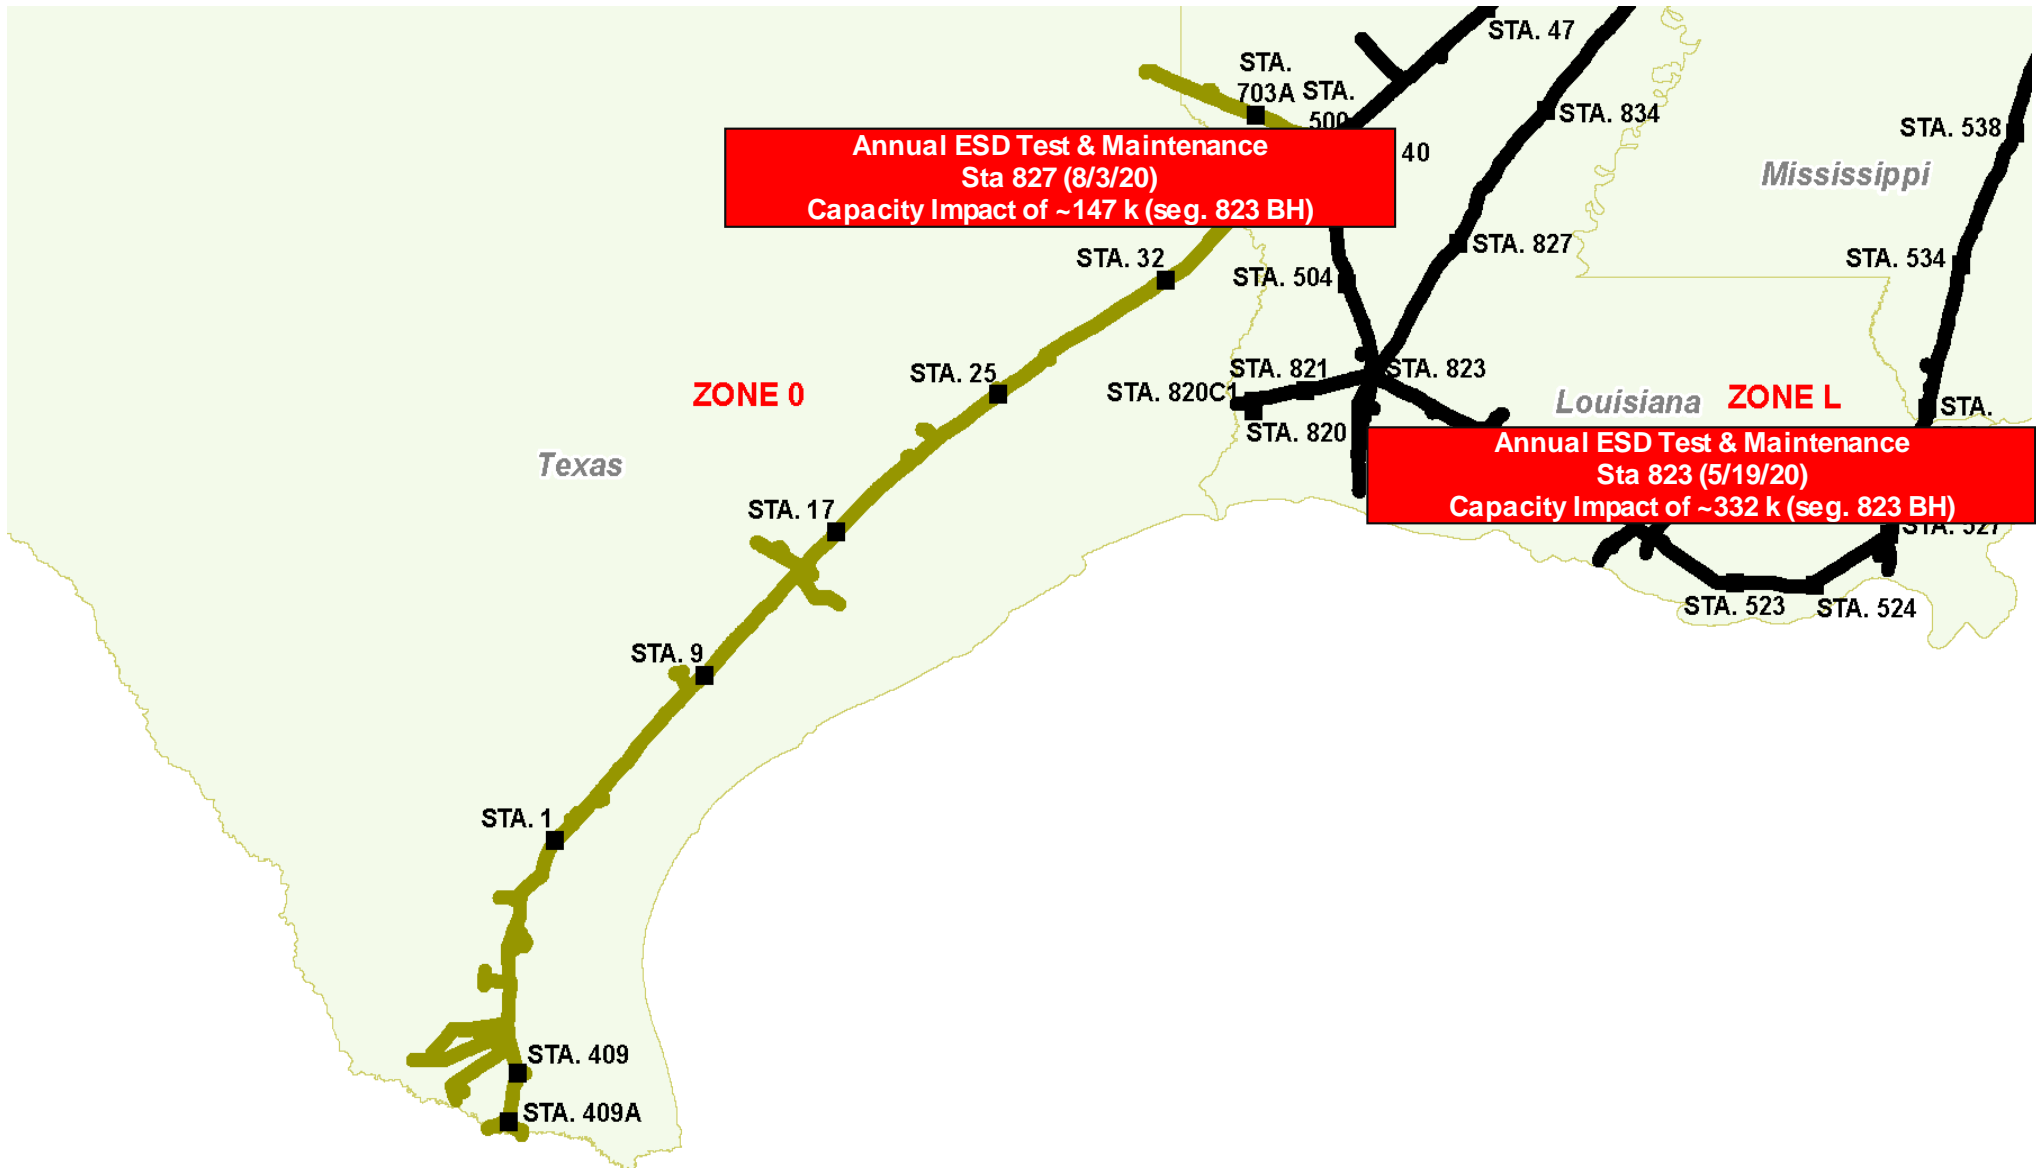 STA. 47
STA.
703A
STA.
500
STA. 834
STA. 538
Annual ESD Test & Maintenance
Sta 827 (8/3/20)
Capacity Impact of ~147 k (seg. 823 BH)
40
Mississippi
STA. 32
STA. 504
STA. 827
STA. 534
STA. 25
STA. 821
STA. 823
ZONE 0
STA. 820C1
Louisiana
ZONE L
STA.
STA. 820
Texas
Annual ESD Test & Maintenance
Sta 823 (5/19/20)
Capacity Impact of ~332 k (seg. 823 BH)
STA. 17
STA. 527
STA. 523
STA. 524
STA. 9
STA. 1
STA. 409
STA. 409A